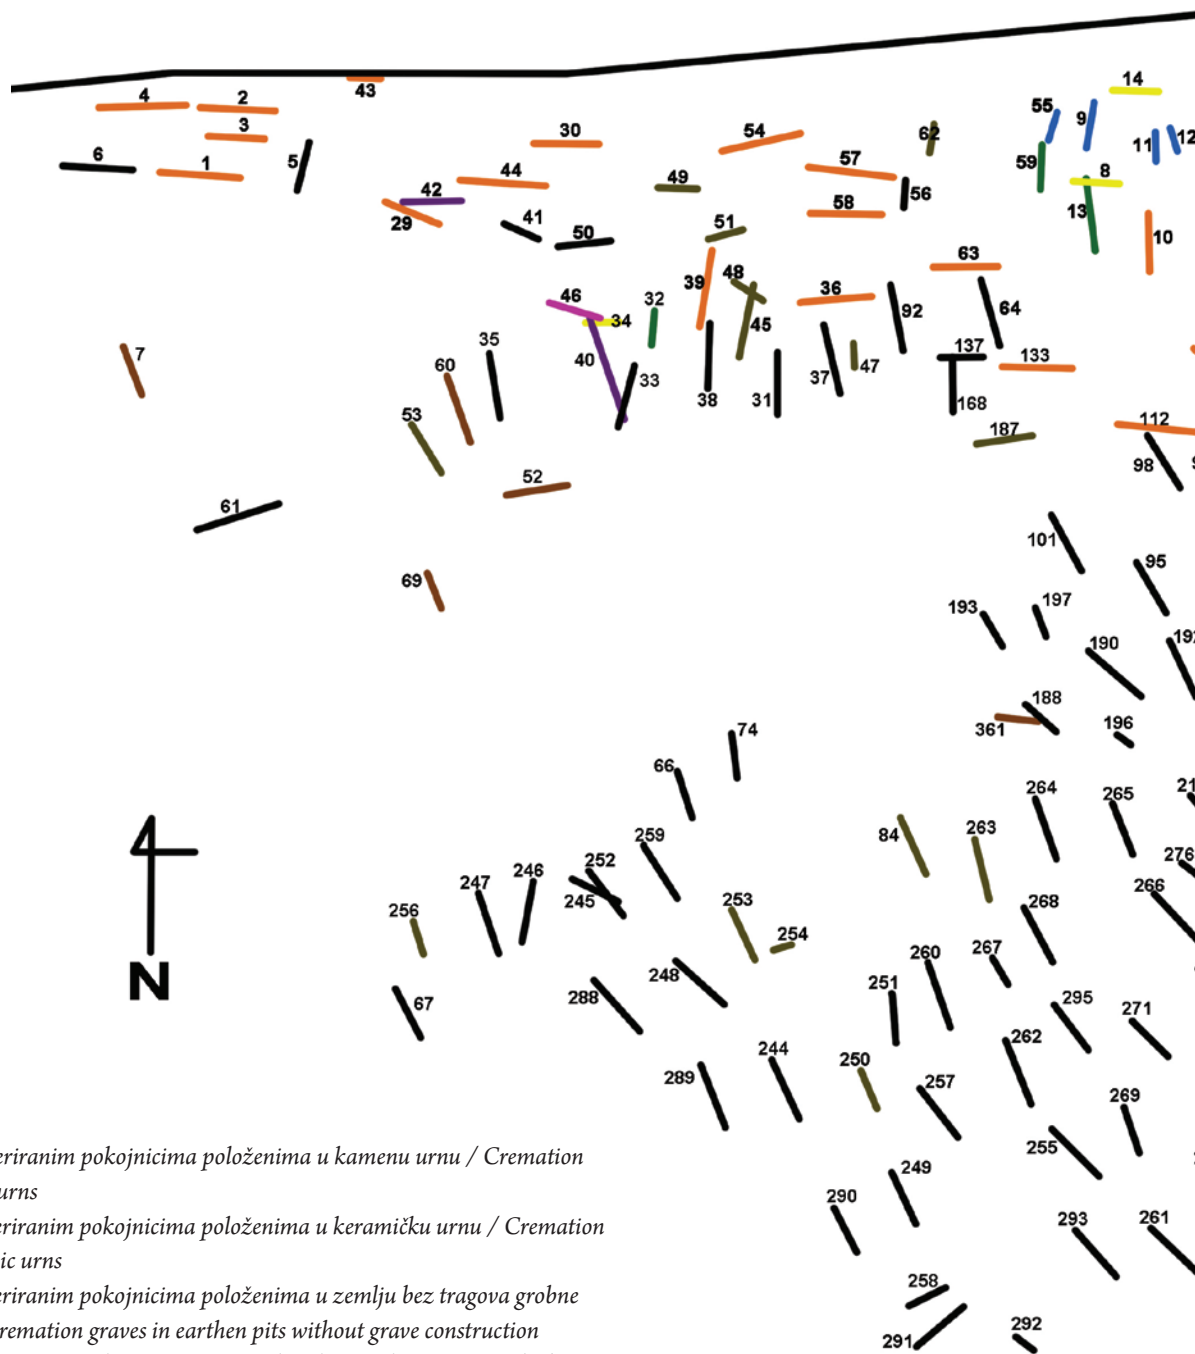 43
4 2 14
3 30 54 62 55 9 12
6 1 5 44 57 59 11
42 49 56 8
29 41 50 51 58 13 10
46 39 48 36 63
34 32 45 92 64
7 35 40 33 37 47 137 133
60 38 31 168 112
53 187 98
52
61 101 95
69 193 197
190 192
188
361 196
74
66 264 265
259 84 263 276
252 266
247 246 245 253 268
256 254 267
248 260
67 288 251 295 271
244 262
289 250 257 269
255
249
290 293 261
258
291 292
N
eriranim pokojnicima položenima u kamenu urnu / Cremation
urns
eriranim pokojnicima položenima u keramičku urnu / Cremation
ic urns
eriranim pokojnicima položenima u zemlju bez tragova grobne
remation graves in earthen pits without grave construction